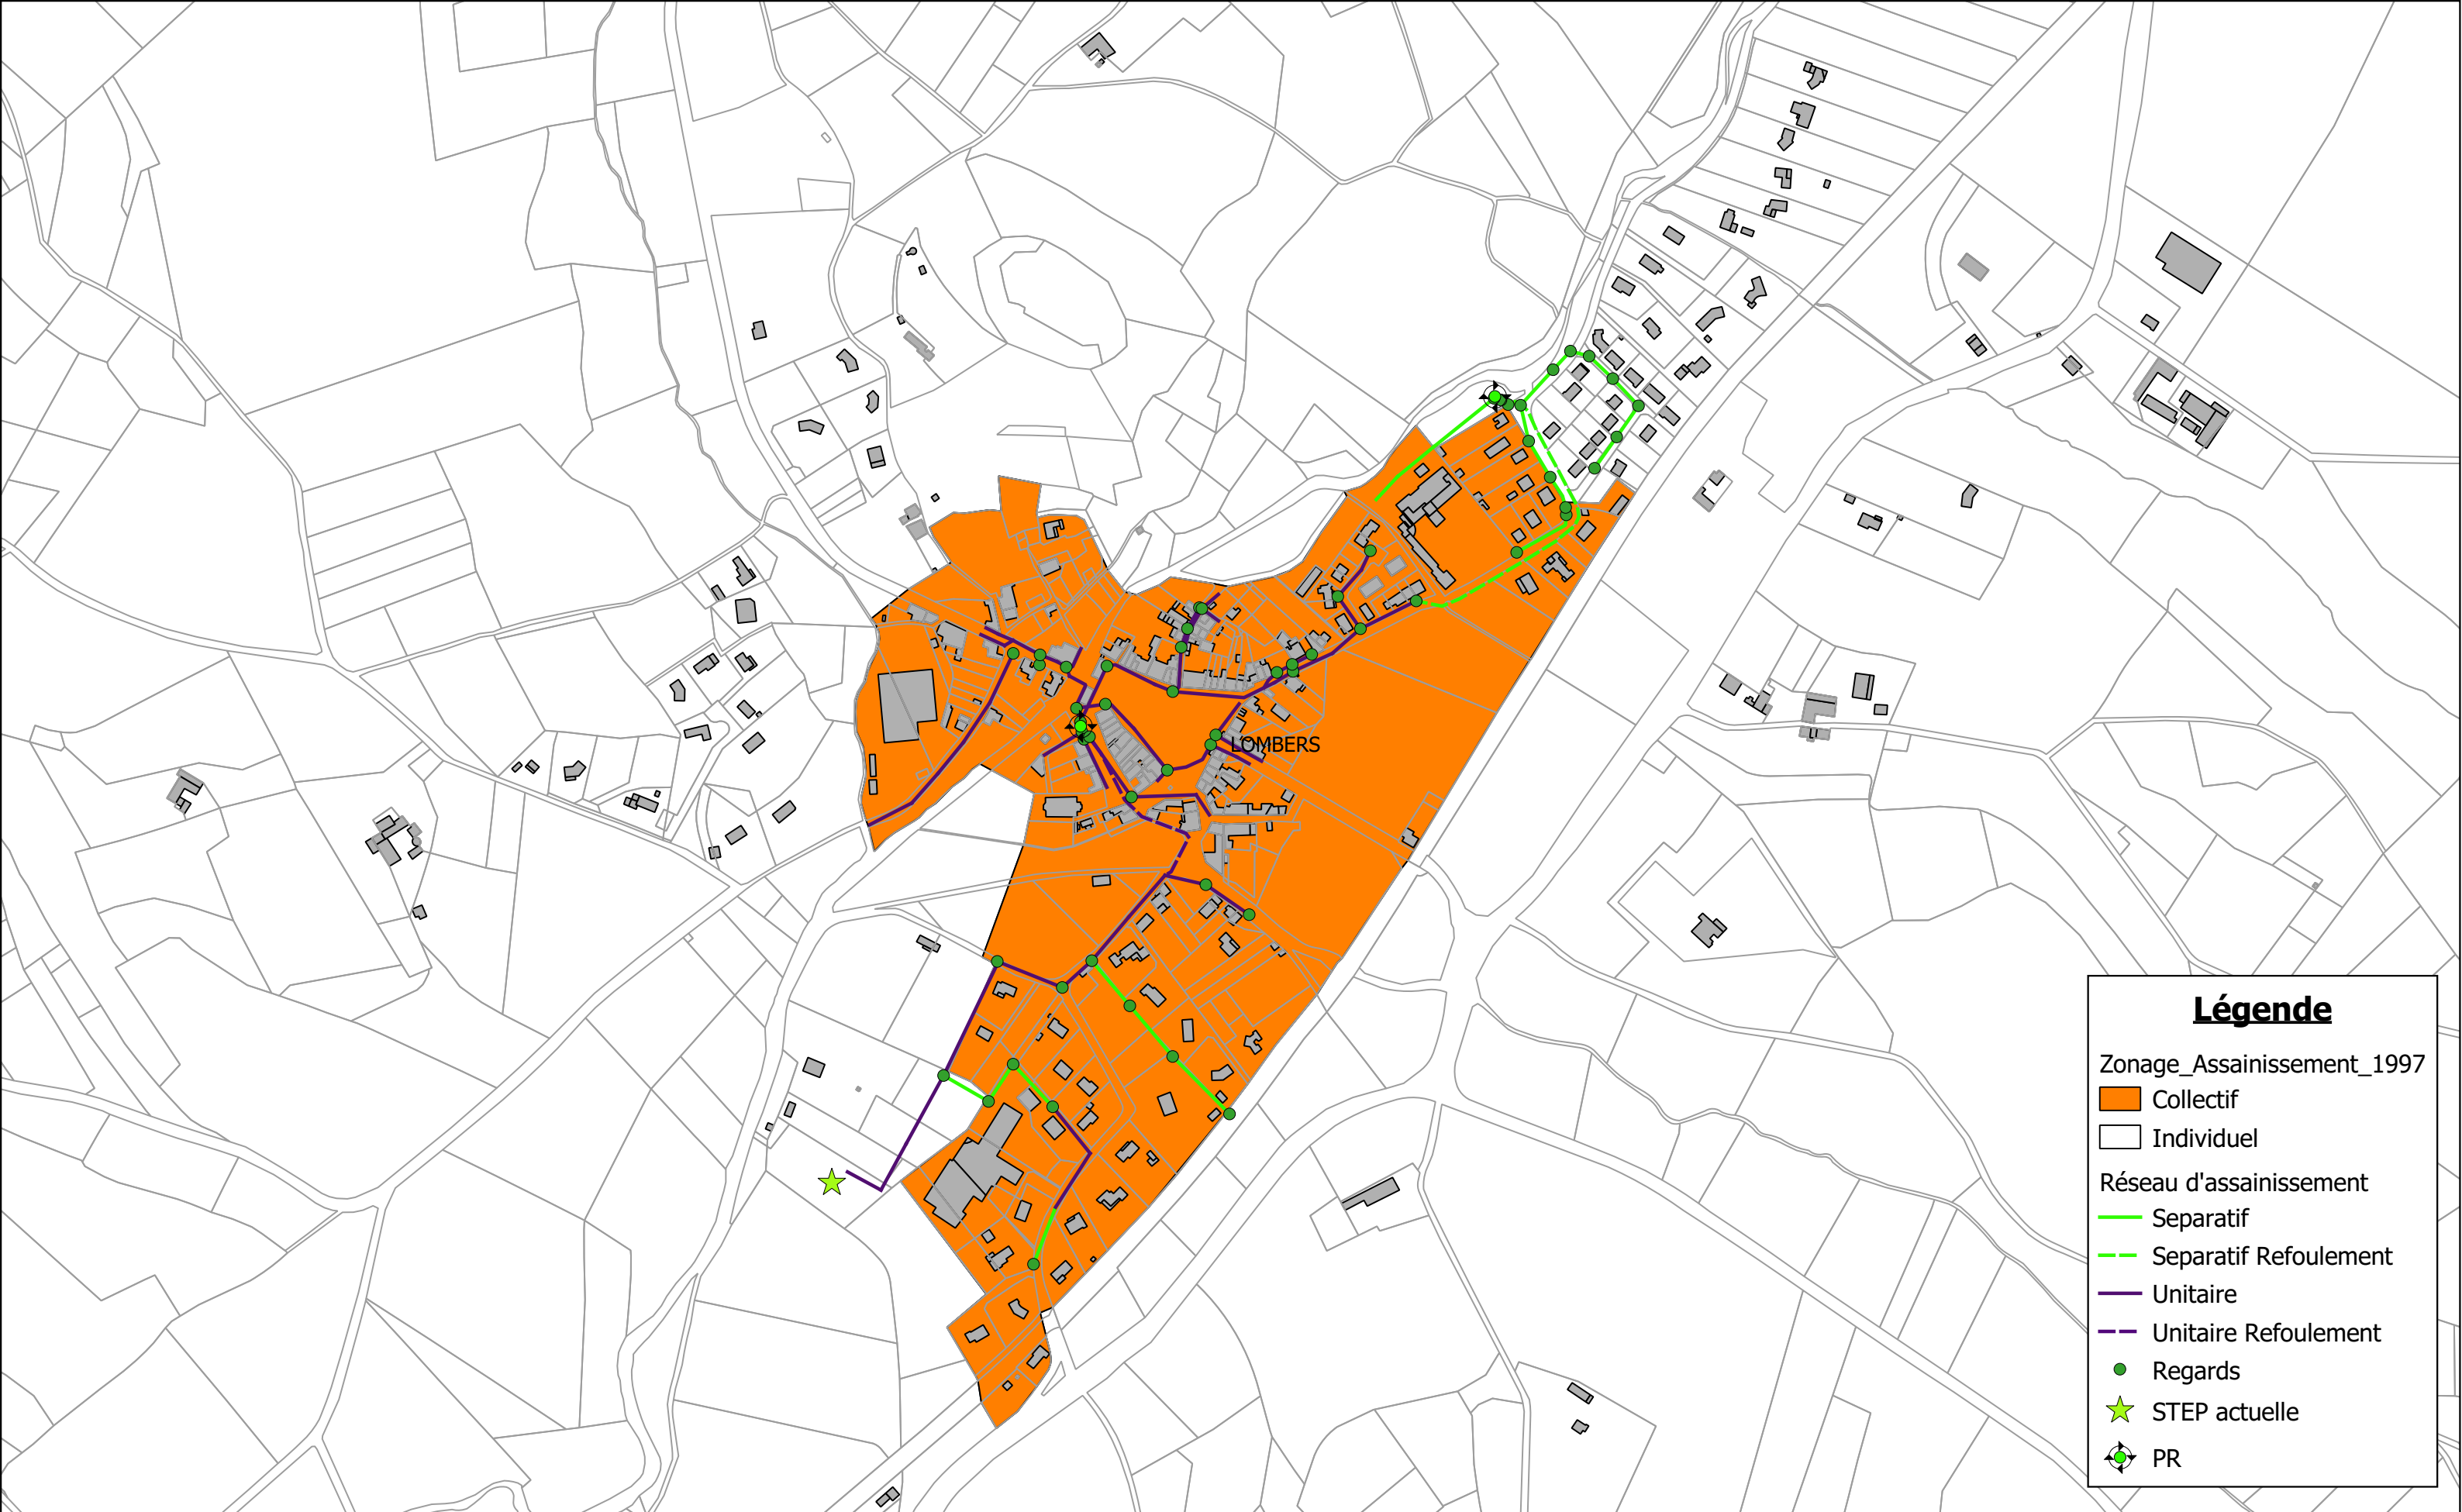 LOMBERS
Légende
Zonage_Assainissement_1997
Collectif
Individuel
Réseau d'assainissement
Separatif
Separatif Refoulement
Unitaire
Unitaire Refoulement
Regards
STEP actuelle
PR